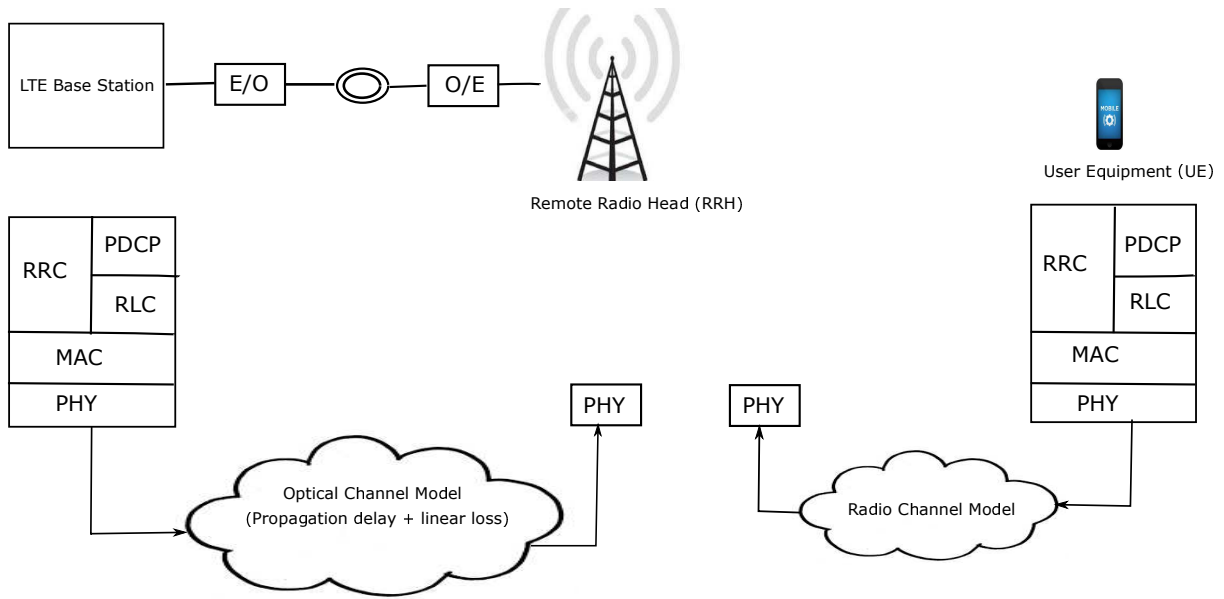 LTE Base Station
E/O
O/E
MOBILE
User Equipment (UE)
Remote Radio Head (RRH)
RRC
PDCP
RLC
MAC
PHY
RRC
PDCP
RLC
MAC
PHY
PHY
PHY
Optical Channel Model
(Propagation delay + linear loss)
Radio Channel Model